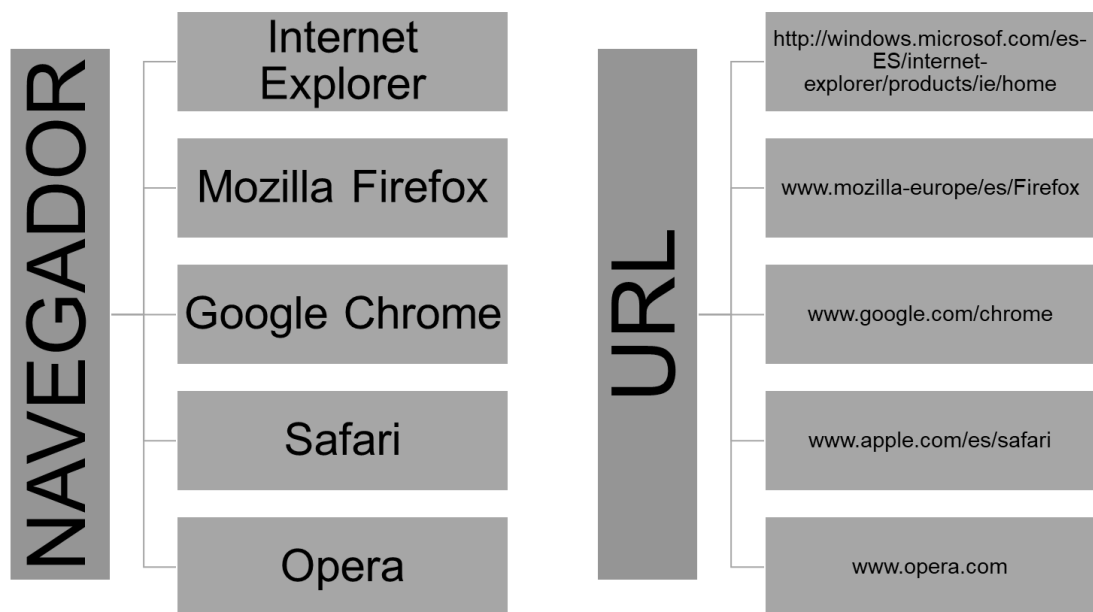 NAVEGADOR
Internet
Explorer
Mozilla Firefox
Google Chrome
Safari
Opera
URL
http://windows.microsof.com/es-
ES/internet-
explorer/products/ie/home
www.mozilla-europe/es/Firefox
www.google.com/chrome
www.apple.com/es/safari
www.opera.com